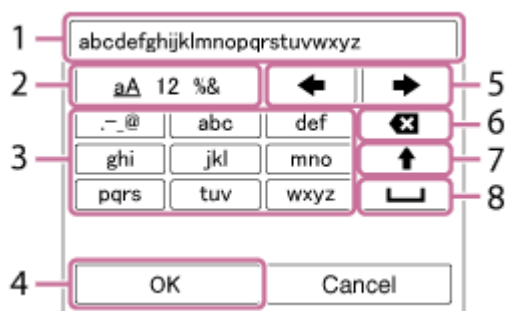 1 abcdefghijklmnopqrstuvwxyz
2 aA 12 %& 5
.-_@ abc def 6
3 ghi jkl mno 7
pqrs tuv wxyz 8
4 OK Cancel